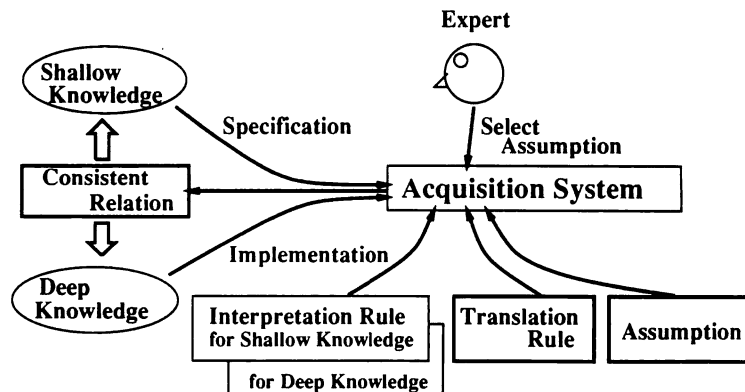 Expert
Shallow
Knowledge
Specification
Select
Assumption
Consistent
Relation
Acquisition System
Implementation
Deep
Knowledge
Interpretation Rule
for Shallow Knowledge
for Deep Knowledge
Translation
Rule
Assumption